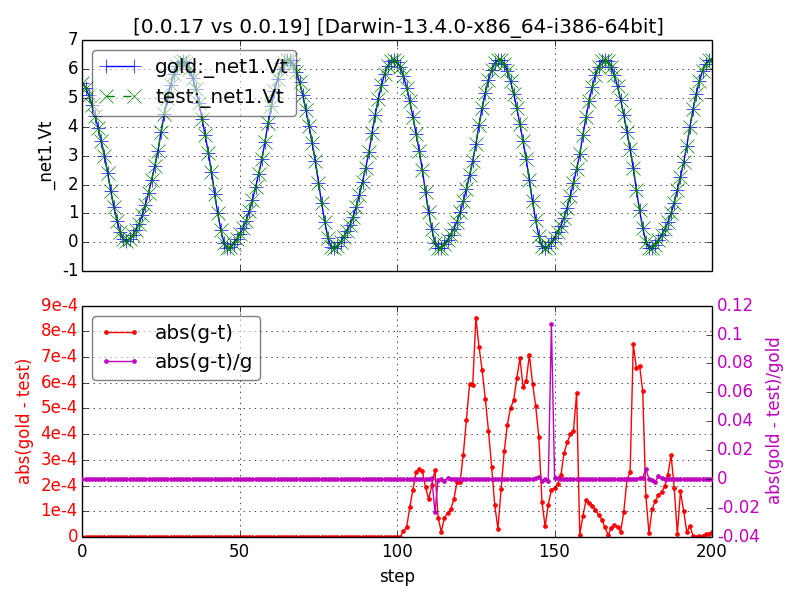 [0.0.17 vs 0.0.19] [Darwin-13.4.0-x86_64-i386-64bit]
7
6
5
4
3
2
1
0
-1
_net1.Vt
gold:_net1.Vt
test:_net1.Vt
9e-4
8e-4
7e-4
6e-4
5e-4
4e-4
3e-4
2e-4
1e-4
0
abs(gold - test)
abs(g-t)
abs(g-t)/g
0.12
0.1
0.08
0.06
0.04
0.02
0
-0.02
-0.04
abs(gold - test)/gold
0 50 100 150 200
step